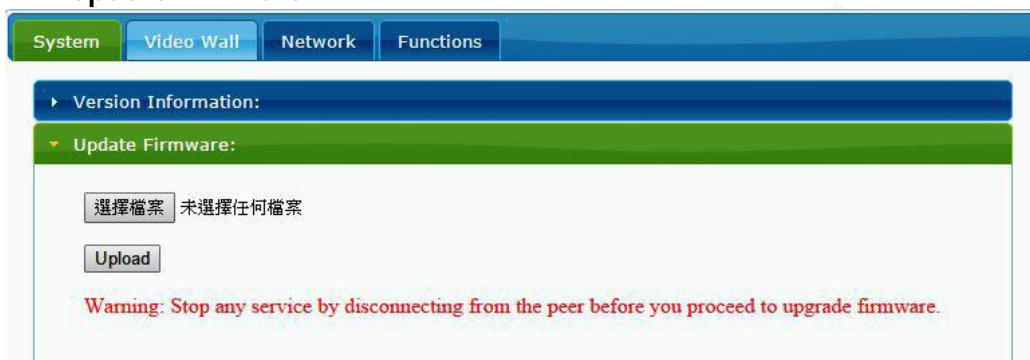 System Video Wall Network Functions
Version Information:
Update Firmware:
選擇檔案 未選擇任何檔案
Upload
Warning: Stop any service by disconnecting from the peer before you proceed to upgrade firmware.